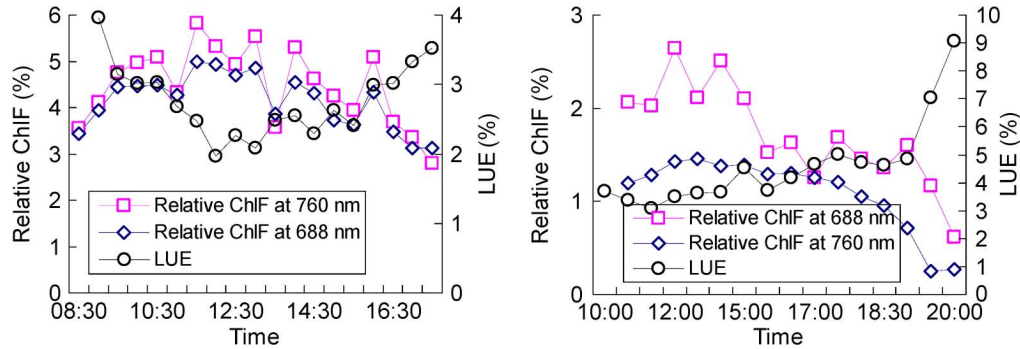 6
5
4
3
2
1
0
Relative ChlF (%)
4
3
2
1
0
LUE (%)
Relative ChlF at 760 nm
Relative ChlF at 688 nm
LUE
08:30 10:30 12:30 14:30 16:30
Time
3
2
1
0
Relative ChlF (%)
10
9
8
7
6
5
4
3
2
1
0
LUE (%)
Relative ChlF at 688 nm
Relative ChlF at 760 nm
LUE
10:00 12:00 15:00 17:00 18:30 20:00
Time